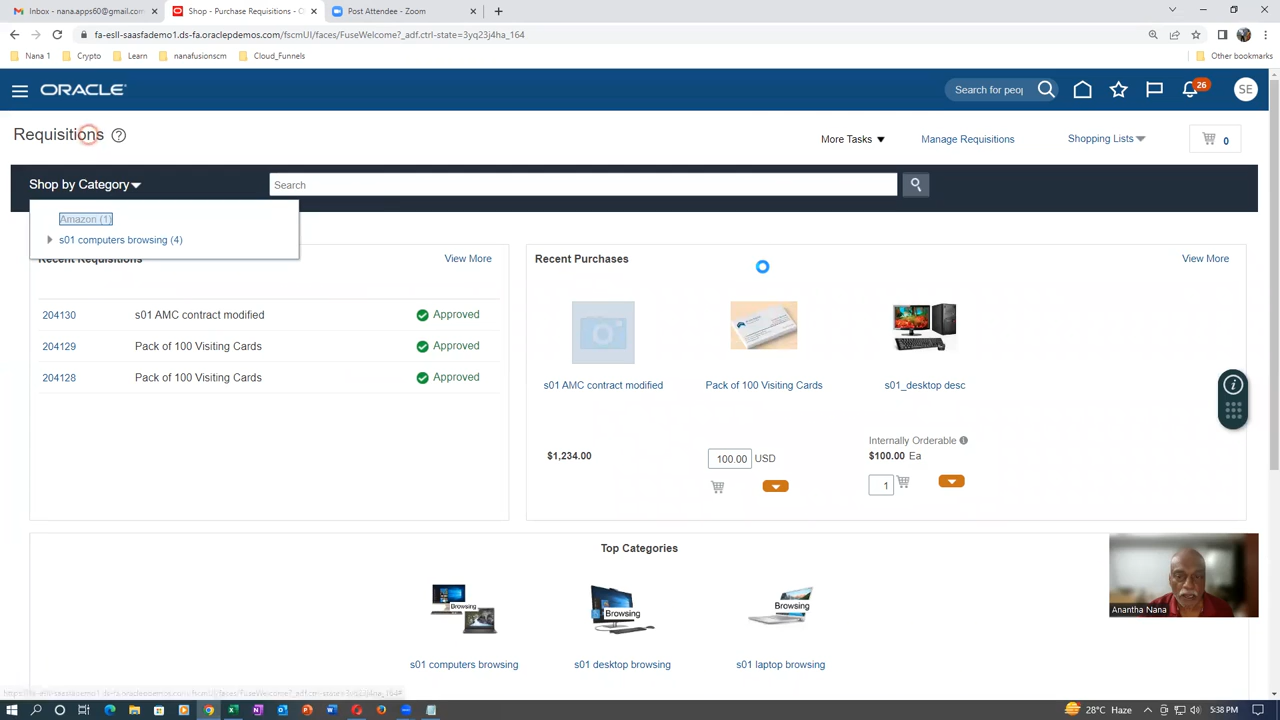 Inbox - nana.apps60@gmail.com
Shop - Purchase Requisitions - O
Post Attendee - Zoom
fa-esll-saasfademo1.ds-fa.oraclepdemos.com/fscmUI/faces/FuseWelcome?_adf.ctrl-state=3yq23j4ha_164
Nana 1
Crypto
Learn
nanafusionscm
Cloud_Funnels
Other bookmarks
ORACLE
Search for peop
26
SE
Requisitions
More Tasks
Manage Requisitions
Shopping Lists
0
Shop by Category
Search
Amazon (1)
s01 computers browsing (4)
Recent Requisitions
View More
204130 s01 AMC contract modified Approved
204129 Pack of 100 Visiting Cards Approved
204128 Pack of 100 Visiting Cards Approved
Recent Purchases
View More
s01 AMC contract modified
Pack of 100 Visiting Cards
s01_desktop desc
Internally Orderable
$1,234.00
100.00 USD
$100.00 Ea
1
Top Categories
Browsing
Browsing
Browsing
s01 computers browsing
s01 desktop browsing
s01 laptop browsing
Anantha Nana
28°C Haze
5:38 PM